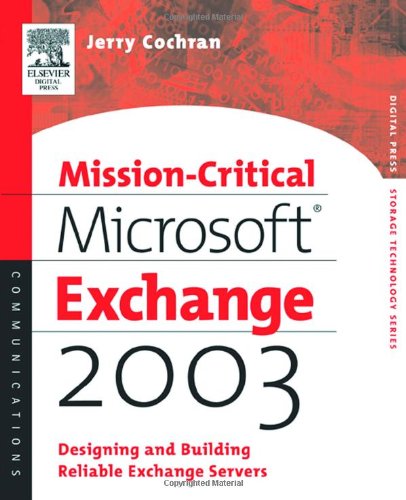 Jerry Cochran
ELSEVIER
DIGITAL
PRESS
DIGITAL PRESS STORAGE TECHNOLOGY SERIES
Mission-Critical
Microsoft®
Exchange
2003
COMMUNICATIONS
Designing and Building
Reliable Exchange Servers